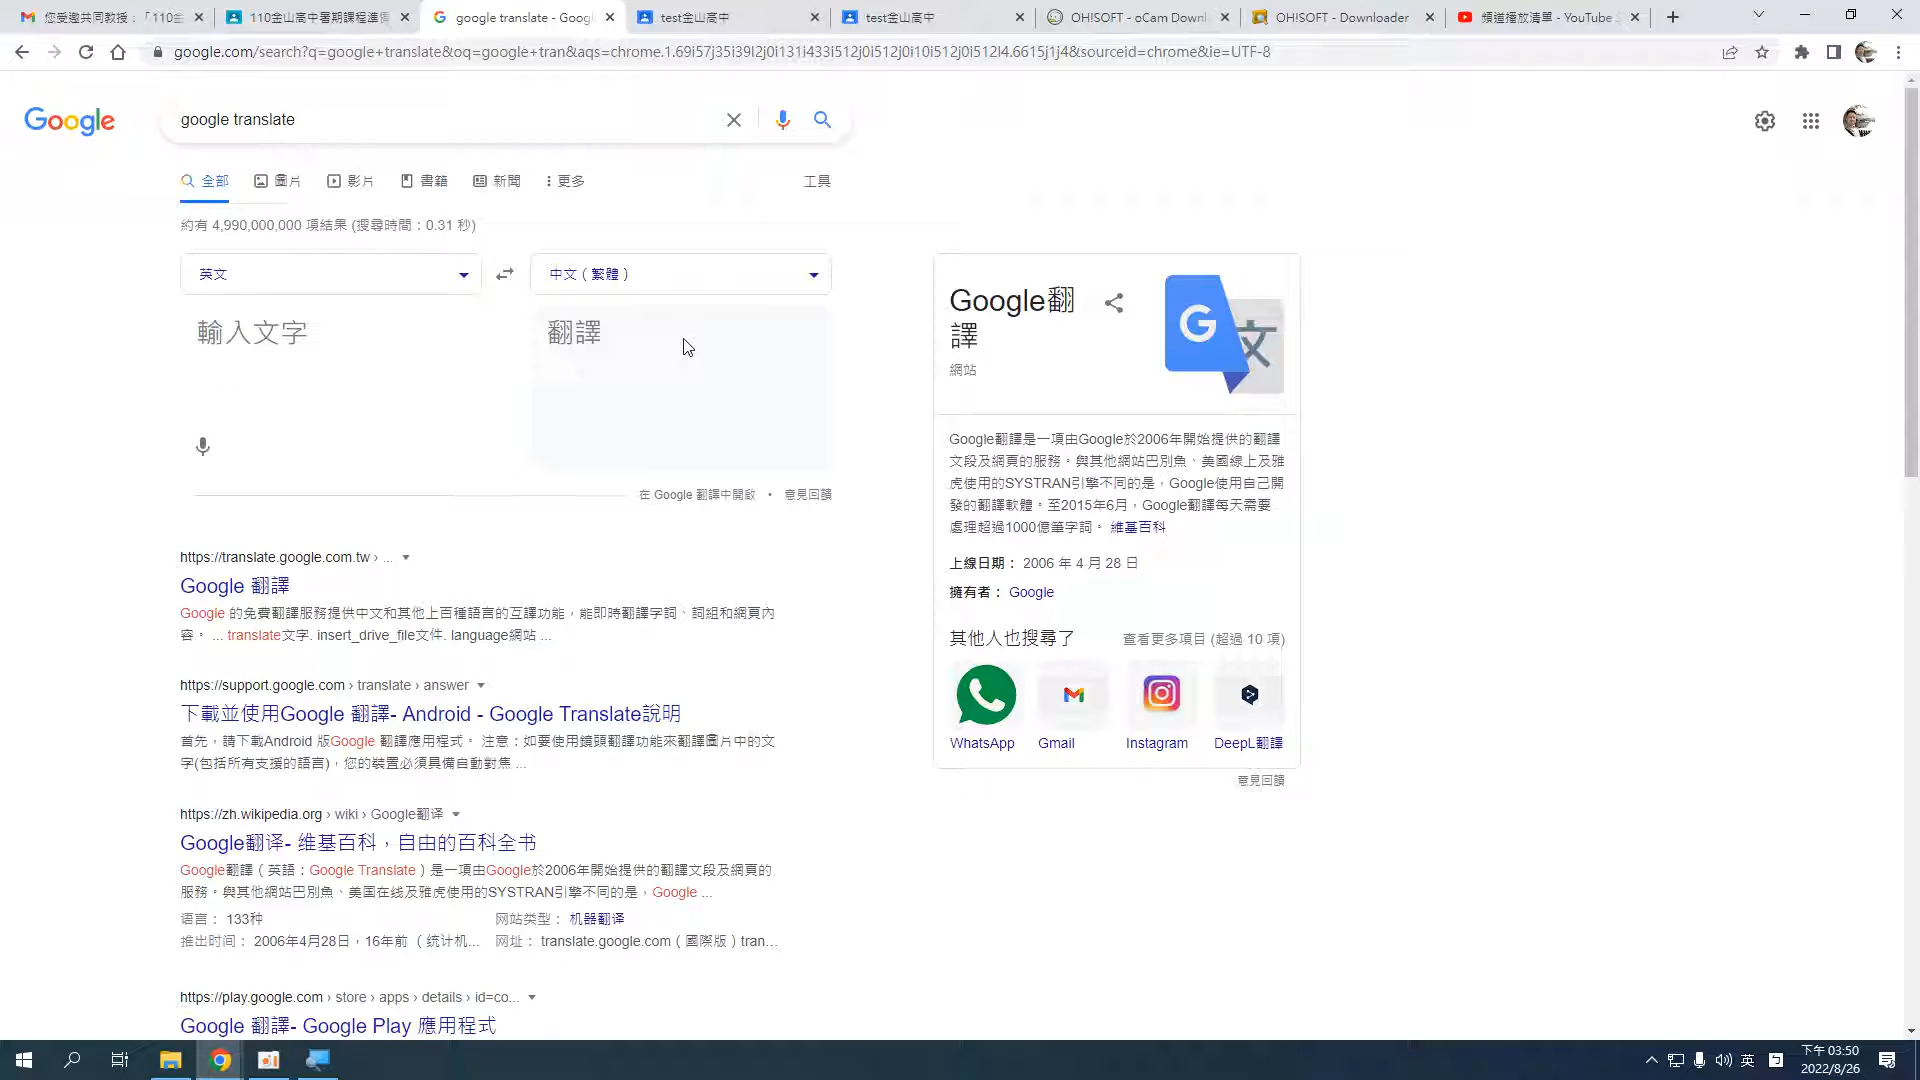 您受邀共同教授：「110金
110金山高中暑期課程準備
google translate - Googl
test金山高中
test金山高中
OH!SOFT - oCam Downl
OH!SOFT - Downloader
頻道播放清單 - YouTube S
google.com/search?q=google+translate&oq=google+tran&aqs=chrome.1.69i57j35i39l2j0i131i433i512j0i512j0i10i512j0i512l4.6615j1j4&sourceid=chrome&ie=UTF-8
Google
google translate
全部 圖片 影片 書籍 新聞 更多 工具
約有 4,990,000,000 項結果 (搜尋時間：0.31 秒)
英文
中文（繁體）
輸入文字
翻譯
在 Google 翻譯中開啟 • 意見回饋
https://translate.google.com.tw › ...
Google 翻譯
Google 的免費翻譯服務提供中文和其他上百種語言的互譯功能，能即時翻譯字詞、詞組和網頁內
容。 ... translate文字. insert_drive_file文件. language網站 ...
https://support.google.com › translate › answer
下載並使用Google 翻譯- Android - Google Translate說明
首先，請下載Android 版Google 翻譯應用程式。 注意：如要使用鏡頭翻譯功能來翻譯圖片中的文
字(包括所有支援的語言)，您的裝置必須具備自動對焦 ...
https://zh.wikipedia.org › wiki › Google翻译
Google翻译- 维基百科，自由的百科全书
Google翻譯（英語：Google Translate）是一項由Google於2006年開始提供的翻譯文段及網頁的
服務。與其他網站巴別魚、美国在线及雅虎使用的SYSTRAN引擎不同的是，Google ...
语言： 133种
网站类型： 机器翻译
推出时间： 2006年4月28日，16年前 （统计机...
网址： translate.google.com（國際版）tran...
https://play.google.com › store › apps › details › id=co...
Google 翻譯- Google Play 應用程式
Google翻
譯
網站
G
文
Google翻譯是一項由Google於2006年開始提供的翻譯
文段及網頁的服務。與其他網站巴別魚、美國線上及雅
虎使用的SYSTRAN引擎不同的是，Google使用自己開
發的翻譯軟體。至2015年6月，Google翻譯每天需要
處理超過1000億筆字詞。 維基百科
上線日期： 2006 年 4 月 28 日
擁有者： Google
其他人也搜尋了
查看更多項目 (超過 10 項)
WhatsApp
Gmail
Instagram
DeepL翻譯
意見回饋
英
下午 03:50
2022/8/26